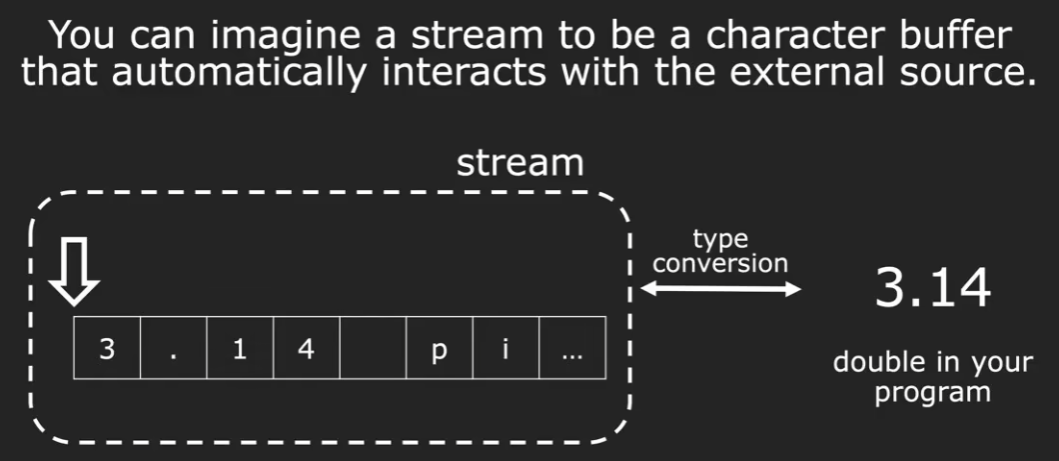 You can imagine a stream to be a character buffer
that automatically interacts with the external source.
stream
type
conversion
3.14
3 . 1 4 p i ...
double in your
program